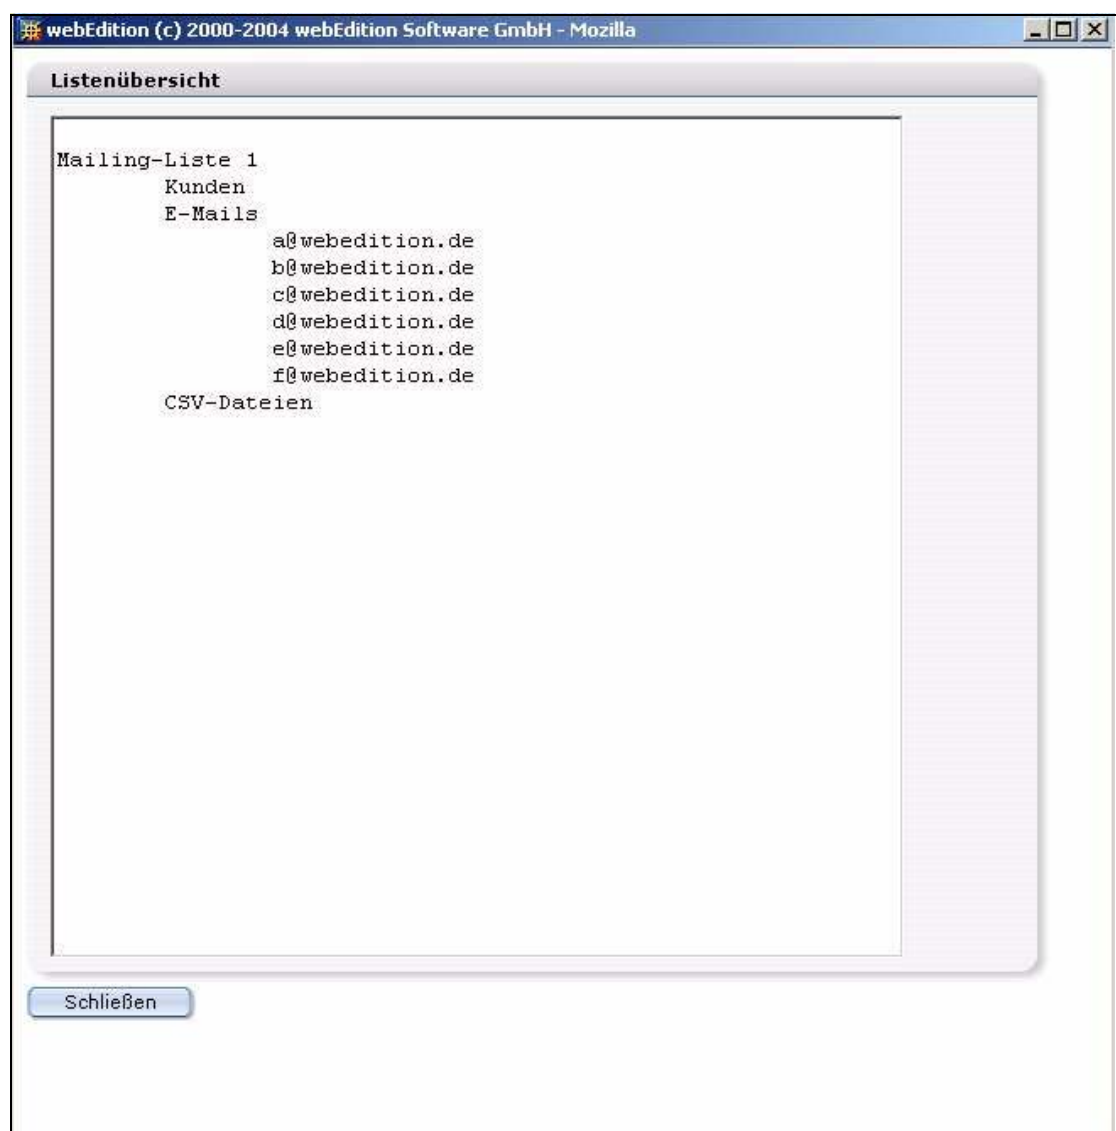 webEdition (c) 2000-2004 webEdition Software GmbH - Mozilla
Listenübersicht
Mailing-Liste 1
Kunden
E-Mails
a@webedition.de
b@webedition.de
c@webedition.de
d@webedition.de
e@webedition.de
f@webedition.de
CSV-Dateien
Schließen